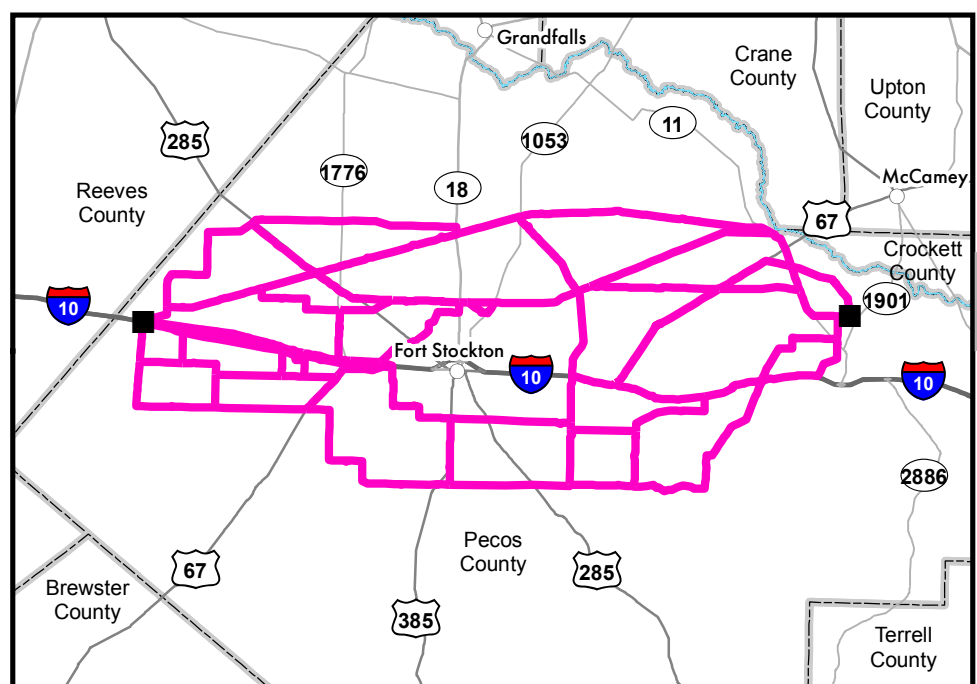 Grandfalls
Crane
County
Upton
County
285
1053
11
1776
18
McCamey
Reeves
County
67
Crockett
County
10
1901
Fort Stockton
10
10
2886
Pecos
County
67
285
Brewster
County
385
Terrell
County